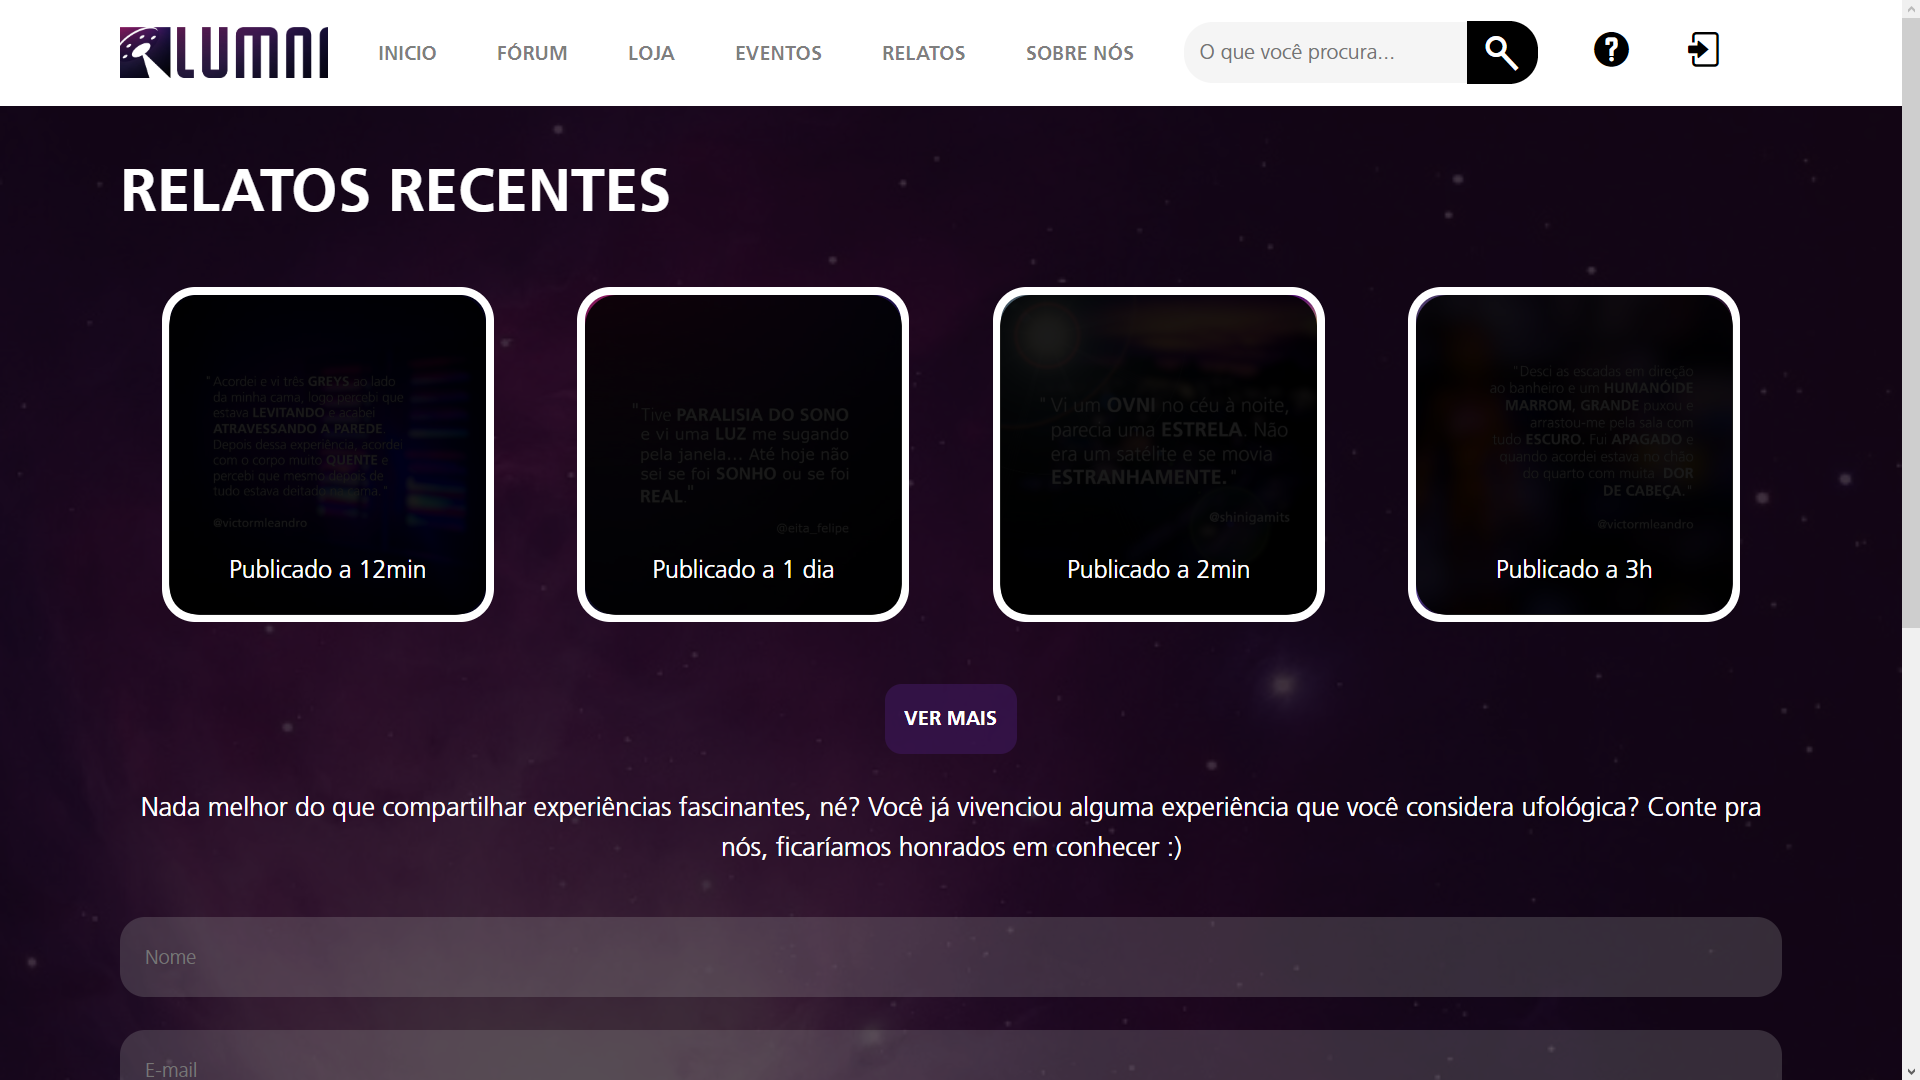 LUMNI
INICIO
FÓRUM
LOJA
EVENTOS
RELATOS
SOBRE NÓS
O que você procura...
?
RELATOS RECENTES
" Acordei e vi três GREYS ao lado
da minha cama, logo percebi que
estava LEVITANDO e acabei
ATRAVESSANDO A PAREDE.
Depois dessa experiência, acordei
com o corpo muito QUENTE e
percebi que mesmo depois de
tudo estava deitado na cama."
@victormleandro
Publicado a 12min
"Tive PARALISIA DO SONO
e vi uma LUZ me sugando
pela janela... Até hoje não
sei se foi SONHO ou se foi
REAL."
@eita_felipe
Publicado a 1 dia
" Vi um OVNI no céu à noite,
parecia uma ESTRELA. Não
era um satélite e se movia
ESTRANHAMENTE."
@shinigamits
Publicado a 2min
"Desci as escadas em direção
ao banheiro e um HUMANÓIDE
MARROM, GRANDE puxou e
arrastou-me pela sala com
tudo ESCURO. Fui APAGADO e
quando acordei estava no chão
do quarto com muita DOR
DE CABEÇA."
@victormleandro
Publicado a 3h
VER MAIS
Nada melhor do que compartilhar experiências fascinantes, né? Você já vivenciou alguma experiência que você considera ufológica? Conte pra
nós, ficaríamos honrados em conhecer :)
Nome
E-mail